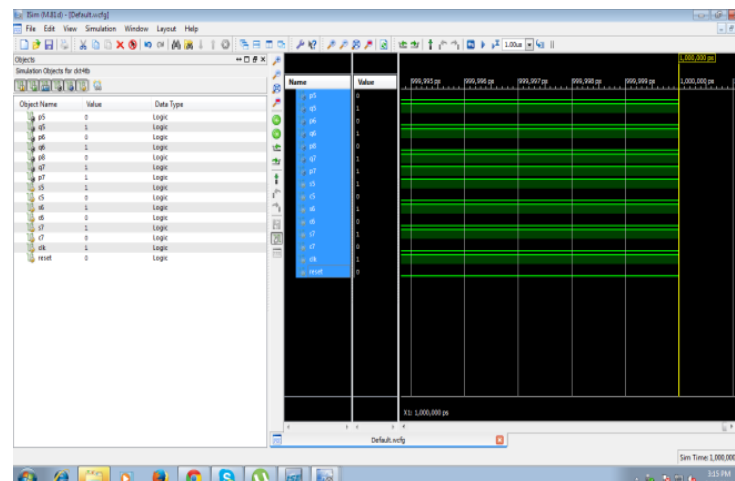 ISim (M.81d) - [Default.wcfg]
File Edit View Simulation Window Layout Help
1.00us
Objects
Simulation Objects for
Object Name Value Data Type
p5 0 Logic
q5 1 Logic
p6 0 Logic
q6 1 Logic
p8 0 Logic
q7 1 Logic
p7 1 Logic
s5 1 Logic
c5 0 Logic
s6 1 Logic
c6 0 Logic
s7 1 Logic
c7 0 Logic
clk 1 Logic
reset 0 Logic
1,000,000 ps
Name Value 999,995 ps 999,996 ps 999,997 ps 999,998 ps 999,999 ps 1,000,000 ps
p5 0
q5 1
p6 0
q6 1
p8 0
q7 1
p7 1
s5 1
c5 0
s6 1
c6 0
s7 1
c7 0
clk 1
reset 0
X1: 1,000,000 ps
Default.wcfg
Sim Time: 1,000,000
3:15 PM